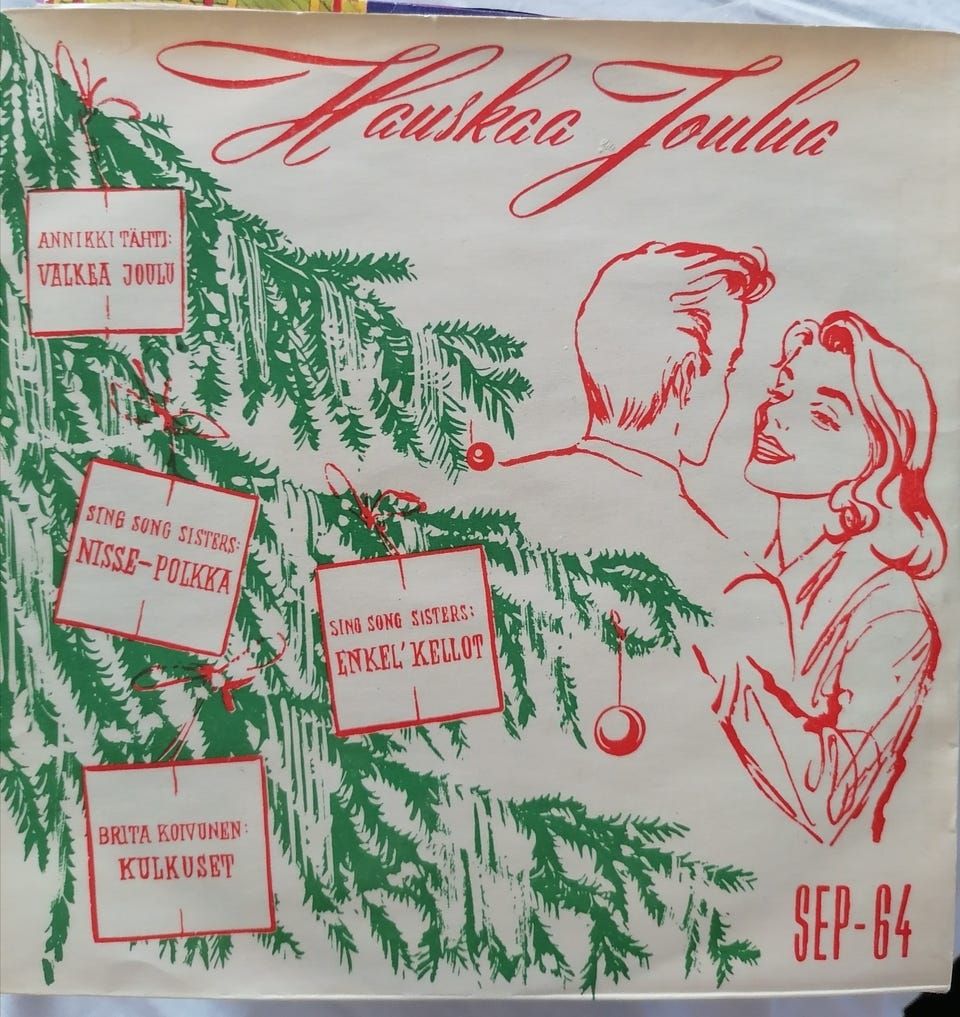 Hauskaa Joulua
ANNIKKI TÄHTI:
VALKEA JOULU
SING SONG SISTERS:
NISSE-POLKKA
SING SONG SISTERS:
ENKEL'KELLOT
BRITA KOIVUNEN:
KULKUSET
SEP-64